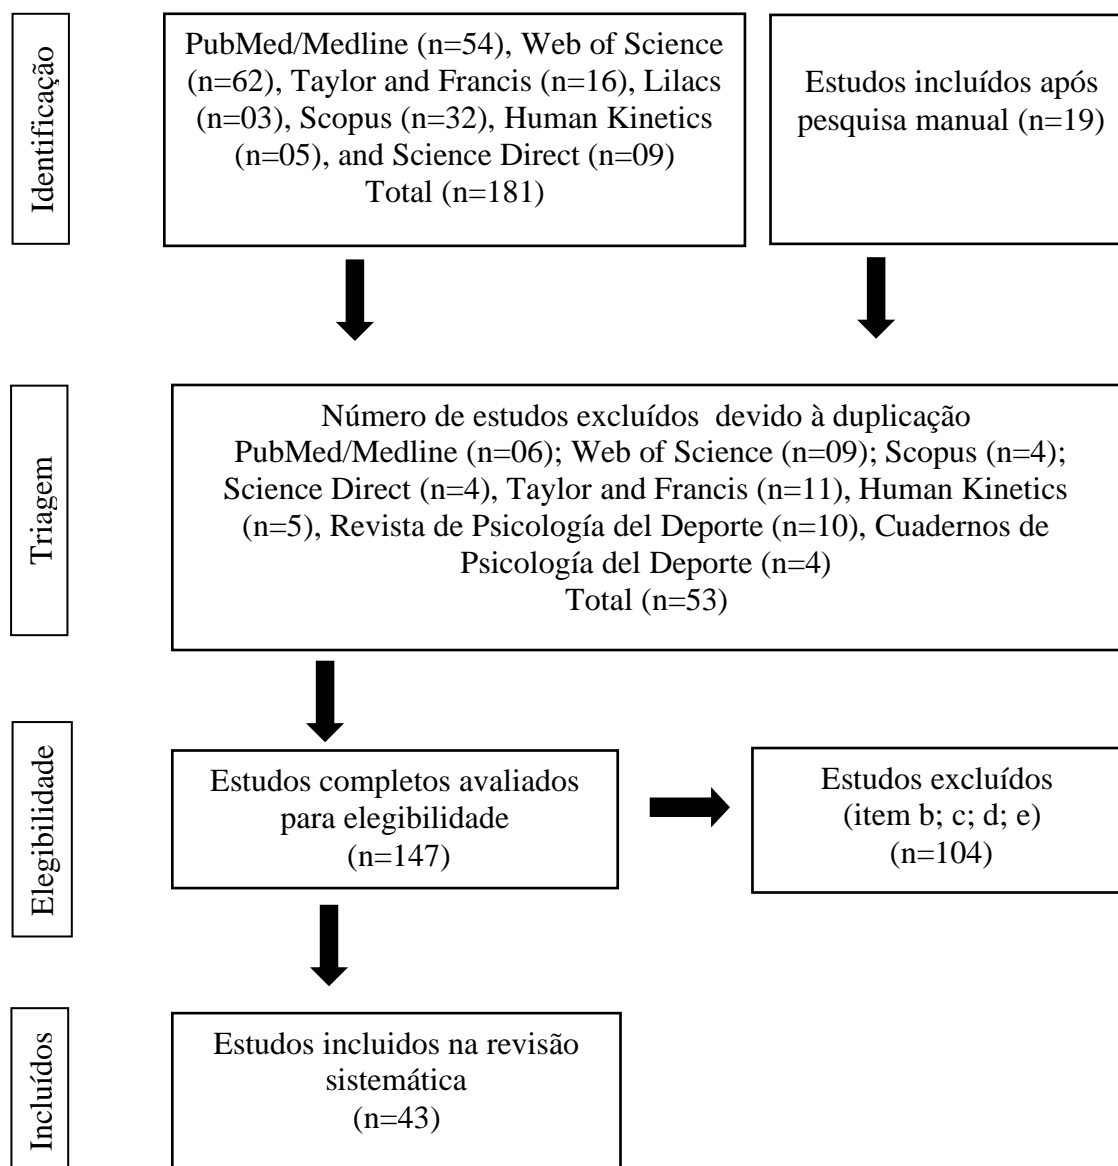 Identificação
PubMed/Medline (n=54), Web of Science
(n=62), Taylor and Francis (n=16), Lilacs
(n=03), Scopus (n=32), Human Kinetics
(n=05), and Science Direct (n=09)
Total (n=181)
Estudos incluídos após
pesquisa manual (n=19)
Triagem
Número de estudos excluídos devido à duplicação
PubMed/Medline (n=06); Web of Science (n=09); Scopus (n=4);
Science Direct (n=4), Taylor and Francis (n=11), Human Kinetics
(n=5), Revista de Psicología del Deporte (n=10), Cuadernos de
Psicología del Deporte (n=4)
Total (n=53)
Elegibilidade
Estudos completos avaliados
para elegibilidade
(n=147)
Estudos excluídos
(item b; c; d; e)
(n=104)
Incluídos
Estudos incluidos na revisão
sistemática
(n=43)